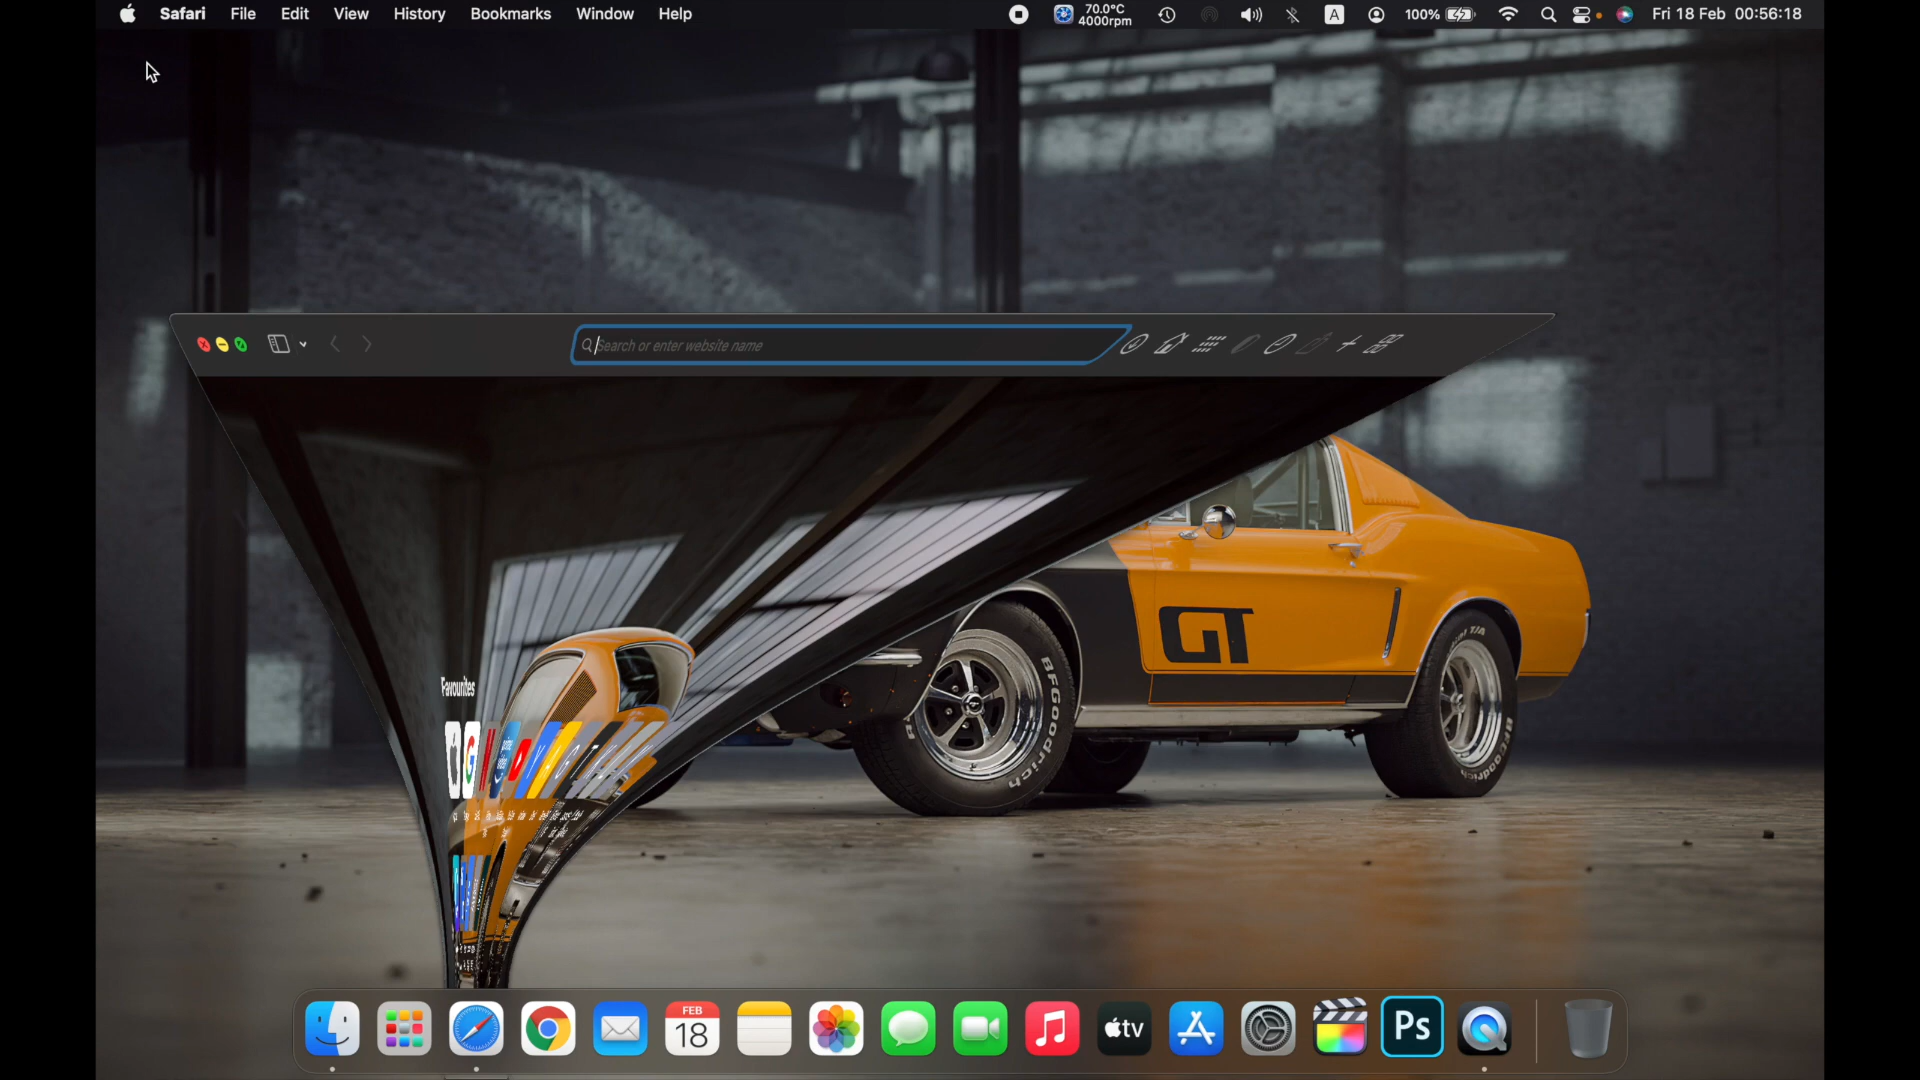 Safari File Edit View History Bookmarks Window Help
70.0°C
4000rpm
A
100%
Fri 18 Feb 00:56:18
Search or enter website name
GT
BFGoodrich
BFGoodrich
Favourites
FEB
18
tv
Ps